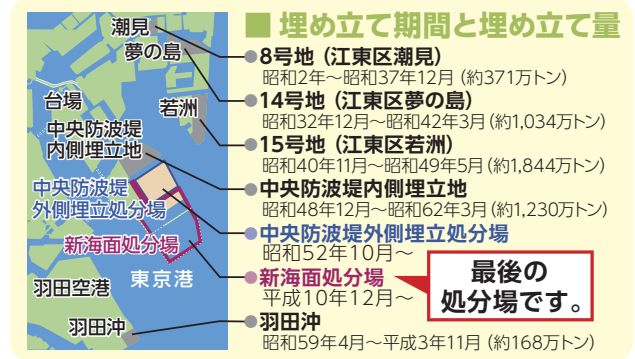 ■ 埋め立て期間と埋め立て量
潮見
夢の島
台場
若洲
中央防波堤
内側埋立地
中央防波堤
外側埋立処分場
新海面処分場
東京港
羽田空港
羽田沖
8号地（江東区潮見）
昭和2年～昭和37年12月（約371万トン）
14号地（江東区夢の島）
昭和32年12月～昭和42年3月（約1,034万トン）
15号地（江東区若洲）
昭和40年11月～昭和49年5月（約1,844万トン）
中央防波堤内側埋立地
昭和48年12月～昭和62年3月（約1,230万トン）
中央防波堤外側埋立処分場
昭和52年10月～
新海面処分場
平成10年12月～
最後の
処分場です。
羽田沖
昭和59年4月～平成3年11月（約168万トン）